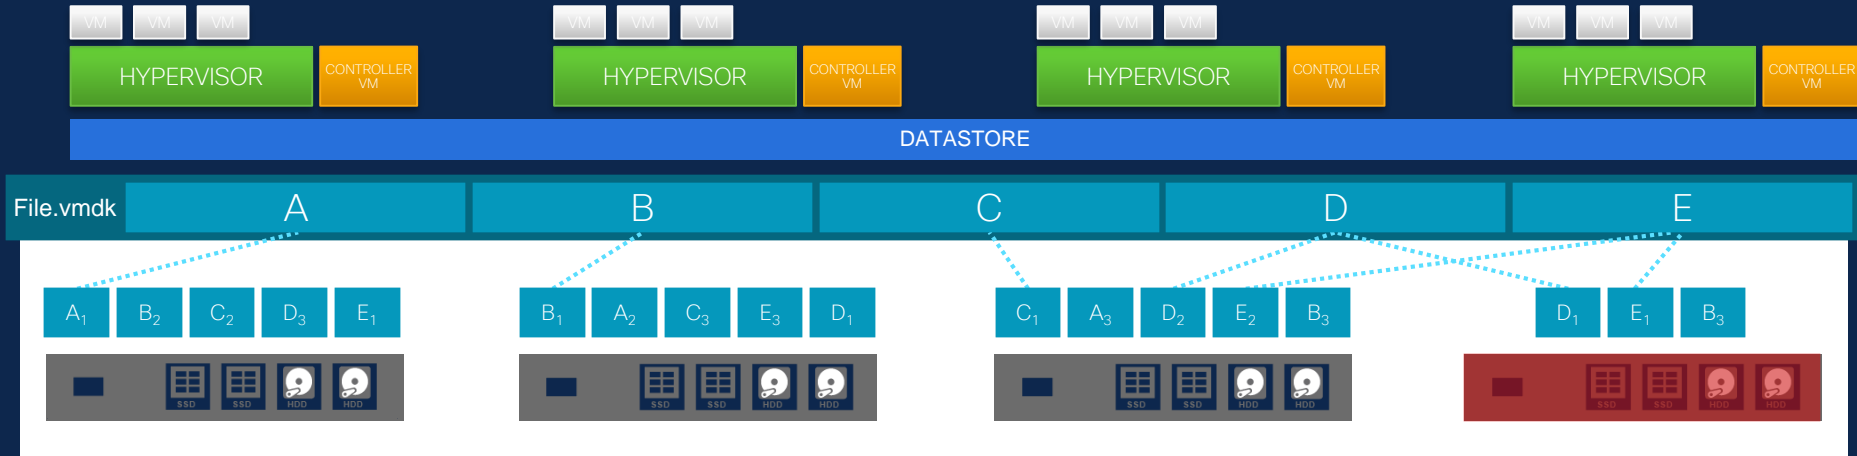 VM VM VM VM VM VM VM VM VM VM VM VM
HYPERVISOR CONTROLLER VM HYPERVISOR CONTROLLER VM HYPERVISOR CONTROLLER VM HYPERVISOR CONTROLLER VM
DATASTORE
File.vmdk A B C D E
A₁ B₂ C₂ D₃ E₁ B₁ A₂ C₃ E₃ D₁ C₁ A₃ D₂ E₂ B₃ D₁ E₁ B₃
SSD SSD HDD HDD SSD SSD HDD HDD SSD SSD HDD HDD SSD SSD HDD HDD